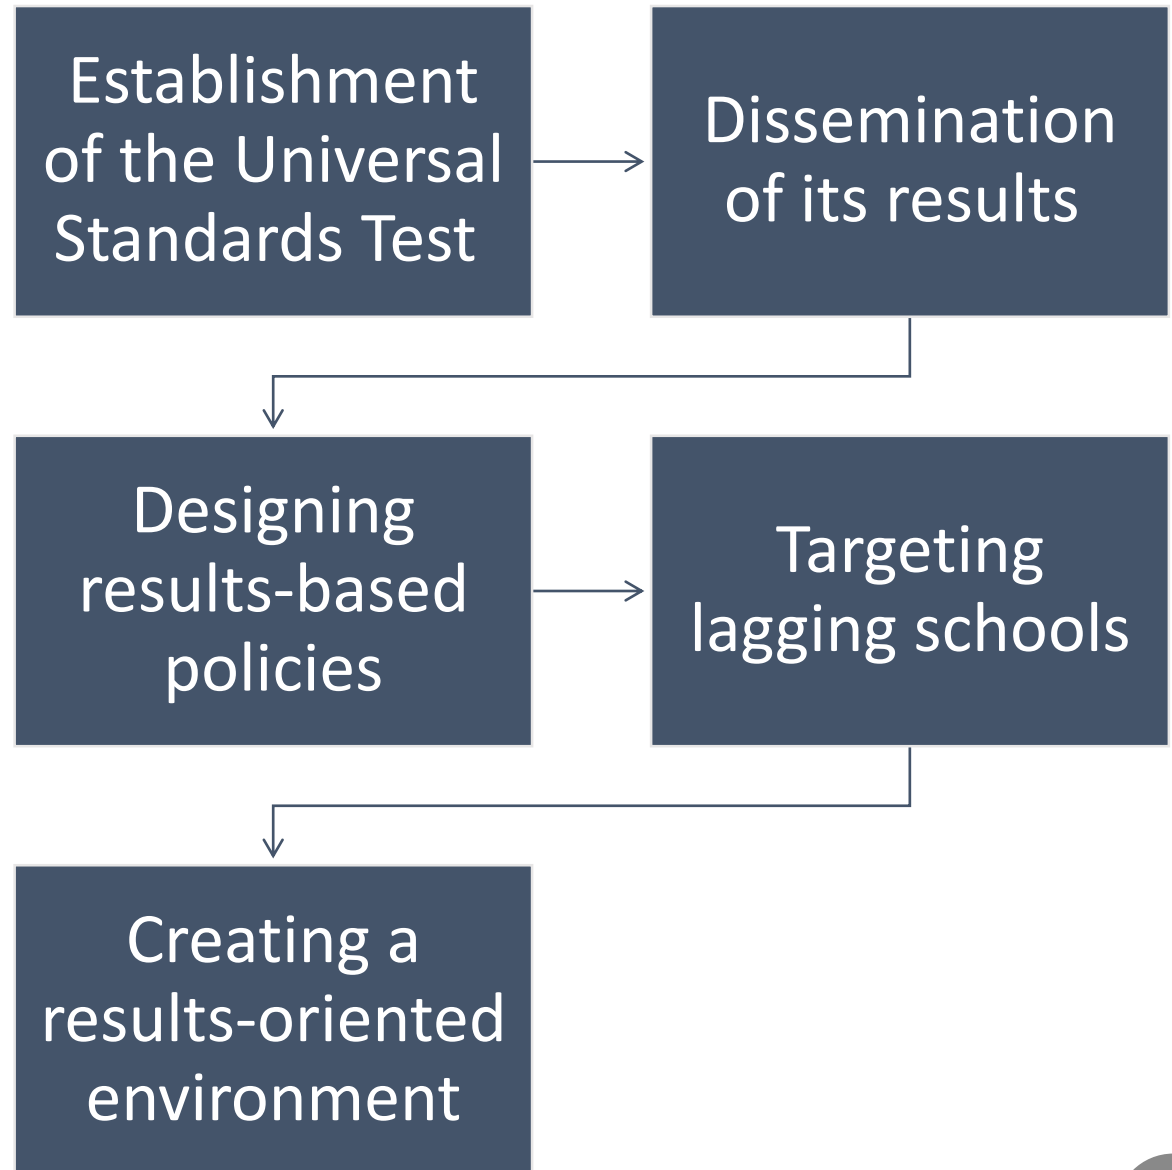 Establishment
of the Universal
Standards Test
Dissemination
of its results
Designing
results-based
policies
Targeting
lagging schools
Creating a
results-oriented
environment